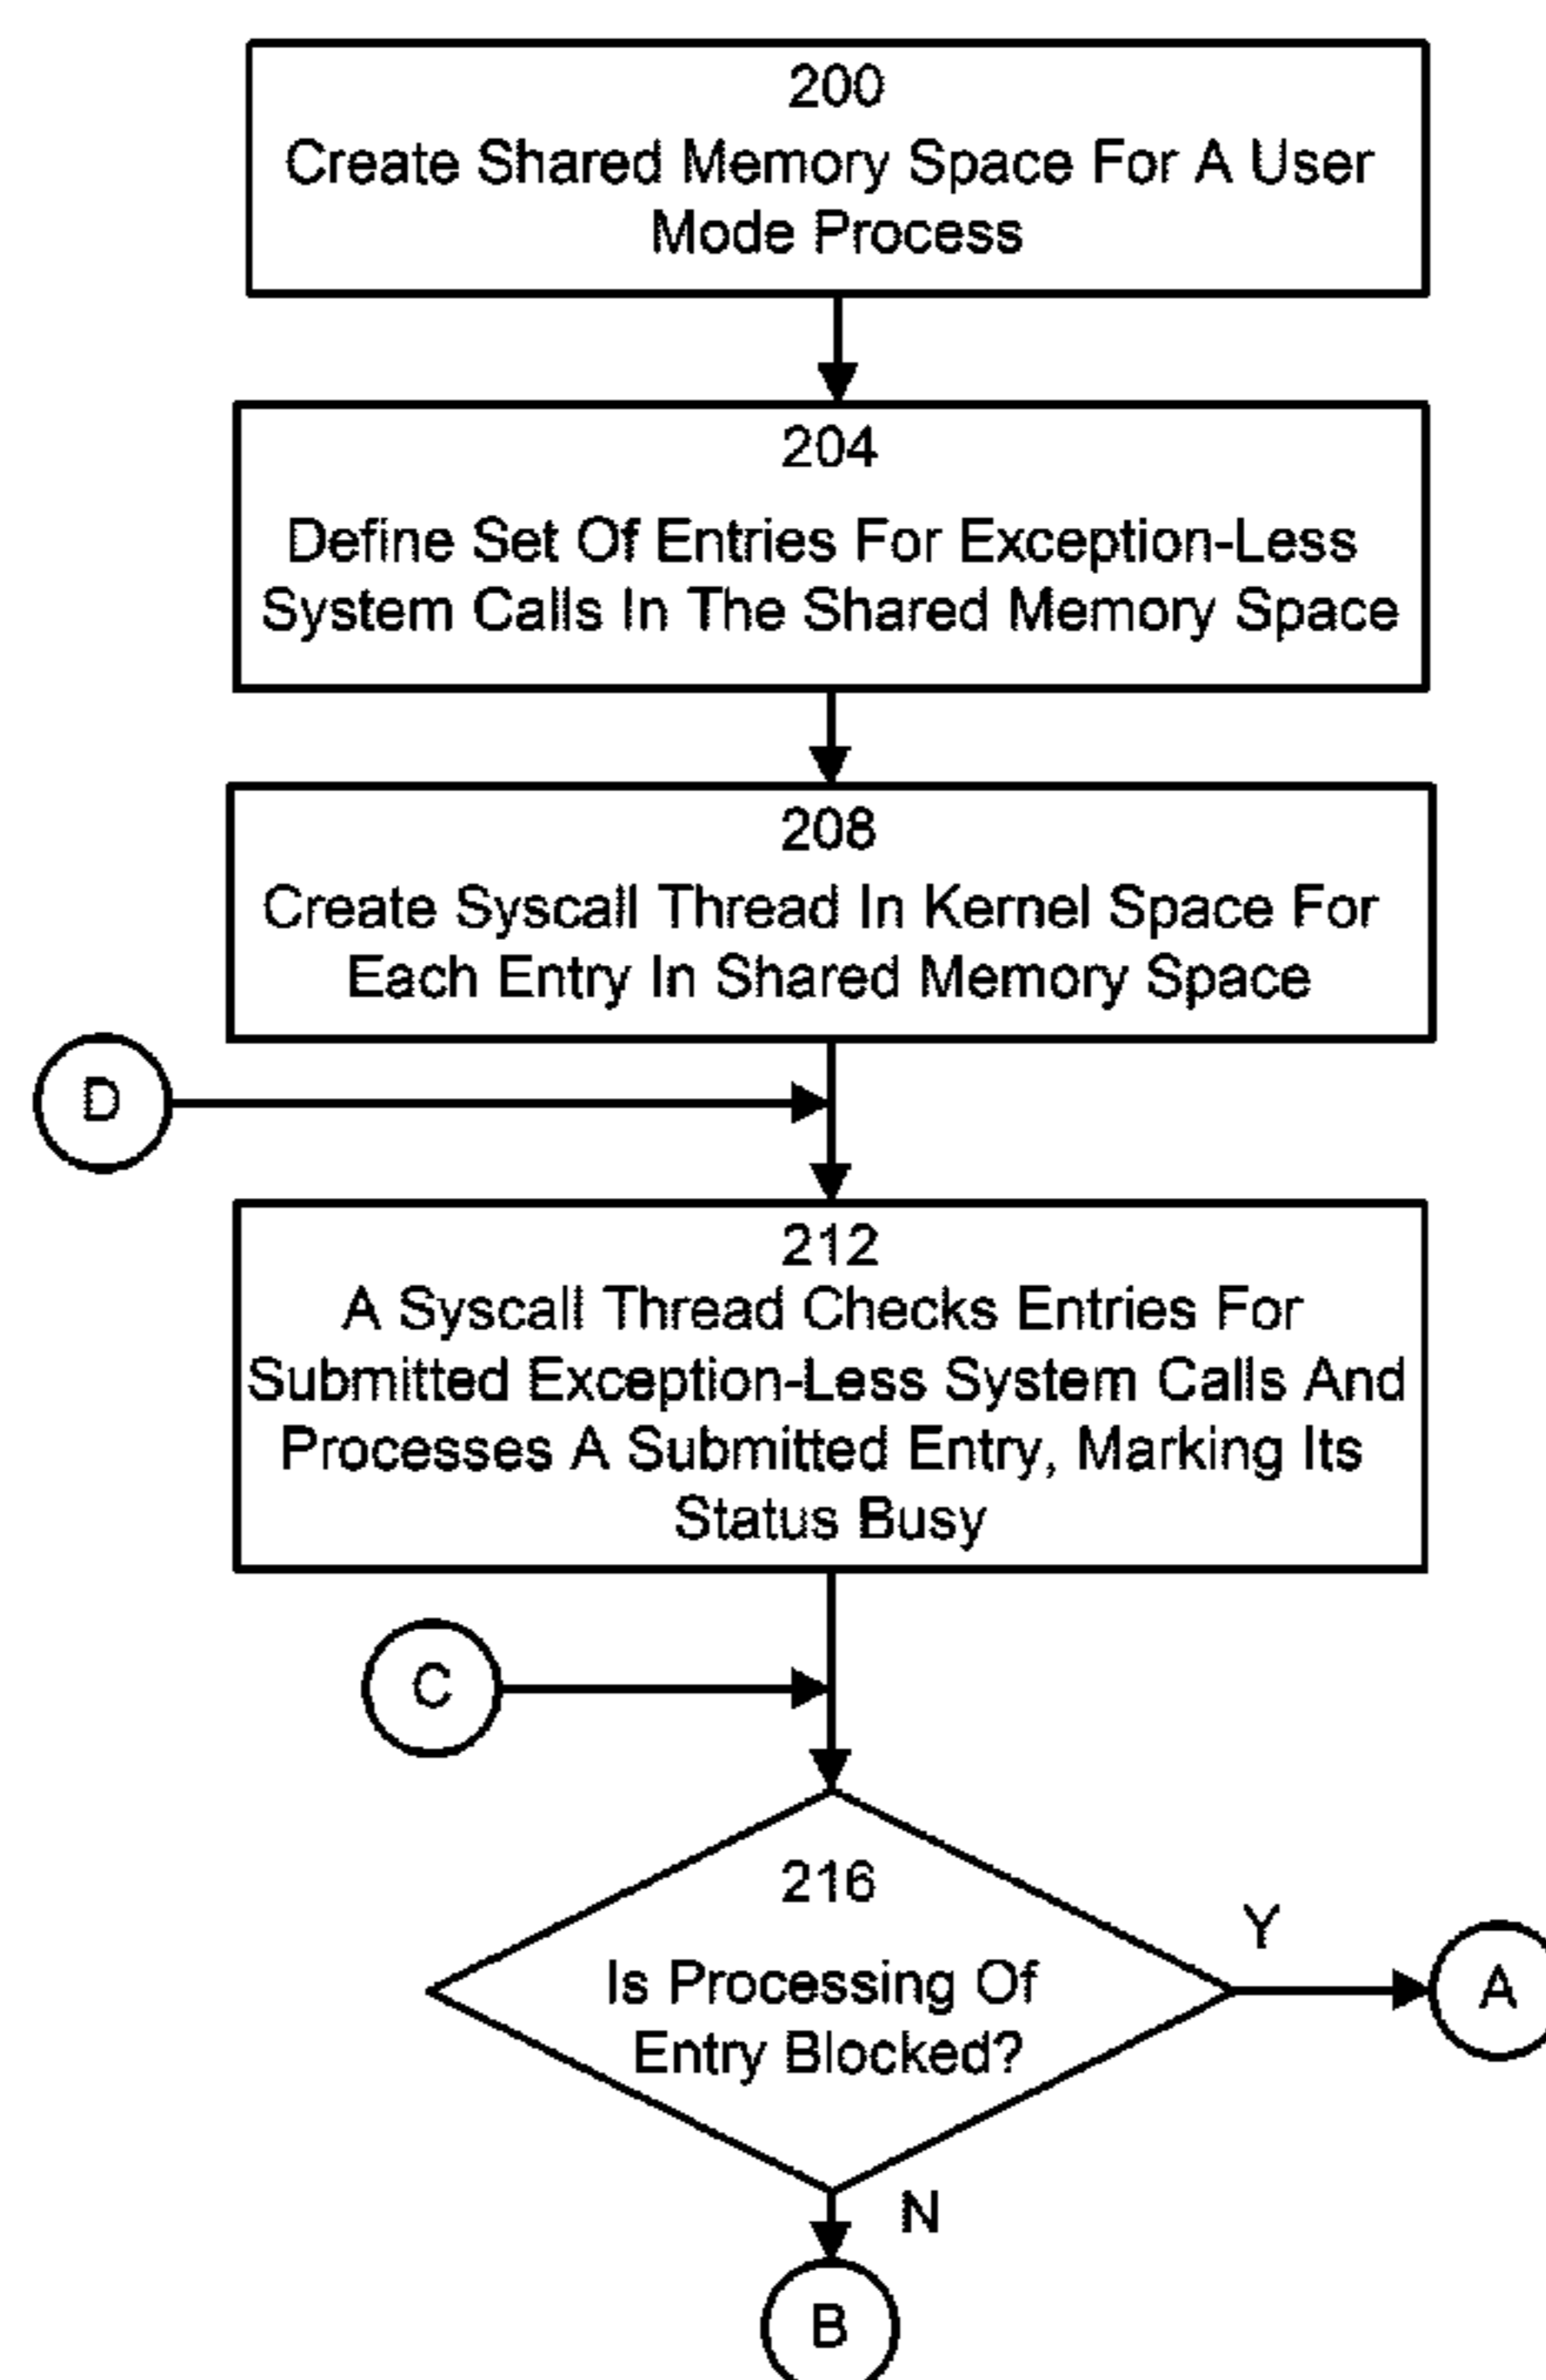 200
Create Shared Memory Space For A User
Mode Process
204
Define Set Of Entries For Exception-Less
System Calls In The Shared Memory Space
208
Create Syscall Thread In Kernel Space For
Each Entry In Shared Memory Space
D
212
A Syscall Thread Checks Entries For
Submitted Exception-Less System Calls And
Processes A Submitted Entry, Marking Its
Status Busy
C
216
Is Processing Of
Entry Blocked?
Y
A
N
B